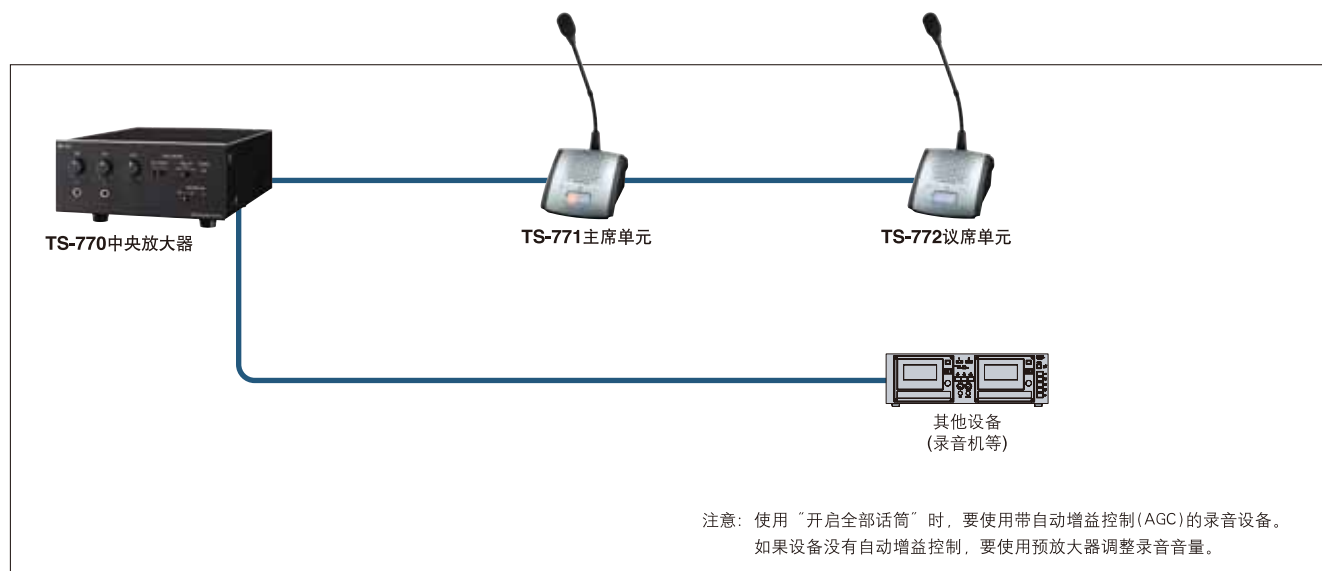 TS-770中央放大器
TS-771主席单元
TS-772议席单元
其他设备
(录音机等)
注意：使用“开启全部话筒”时，要使用带自动增益控制(AGC)的录音设备。
如果设备没有自动增益控制，要使用预放大器调整录音音量。